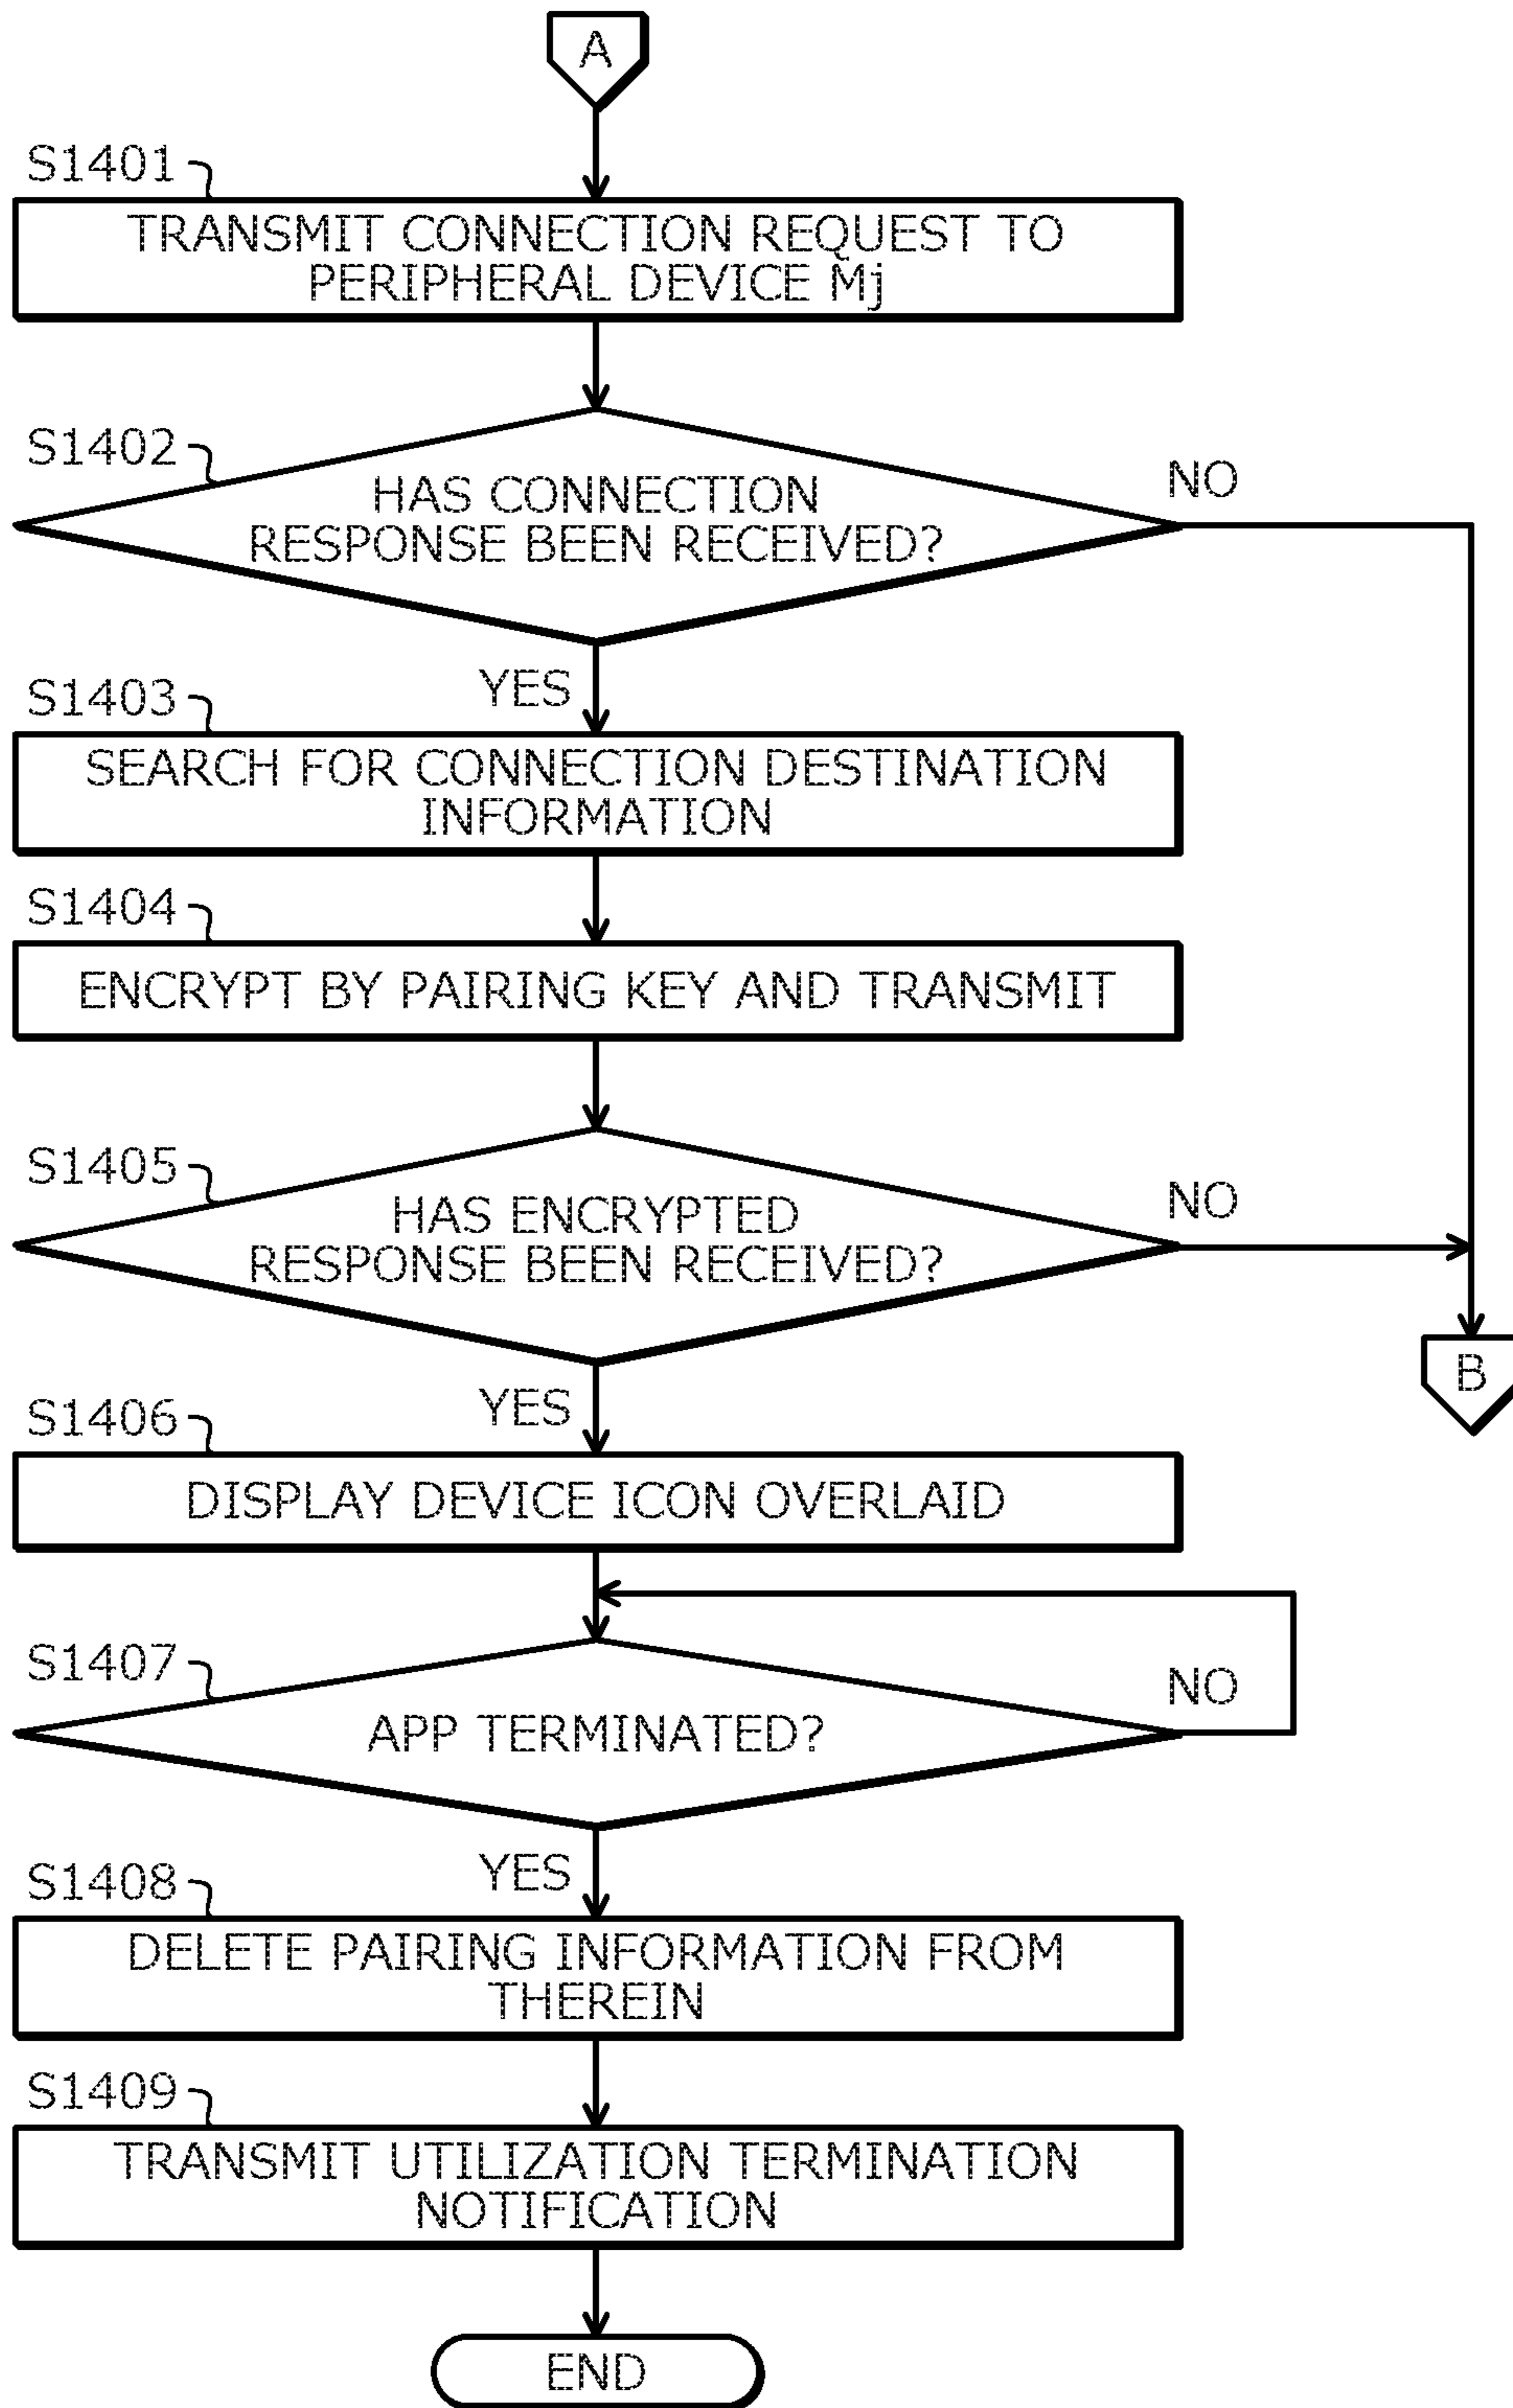 A
S1401
TRANSMIT CONNECTION REQUEST TO
PERIPHERAL DEVICE Mj
S1402
HAS CONNECTION
RESPONSE BEEN RECEIVED?
NO
YES
S1403
SEARCH FOR CONNECTION DESTINATION
INFORMATION
S1404
ENCRYPT BY PAIRING KEY AND TRANSMIT
S1405
HAS ENCRYPTED
RESPONSE BEEN RECEIVED?
NO
B
YES
S1406
DISPLAY DEVICE ICON OVERLAID
S1407
APP TERMINATED?
NO
YES
S1408
DELETE PAIRING INFORMATION FROM
THEREIN
S1409
TRANSMIT UTILIZATION TERMINATION
NOTIFICATION
END